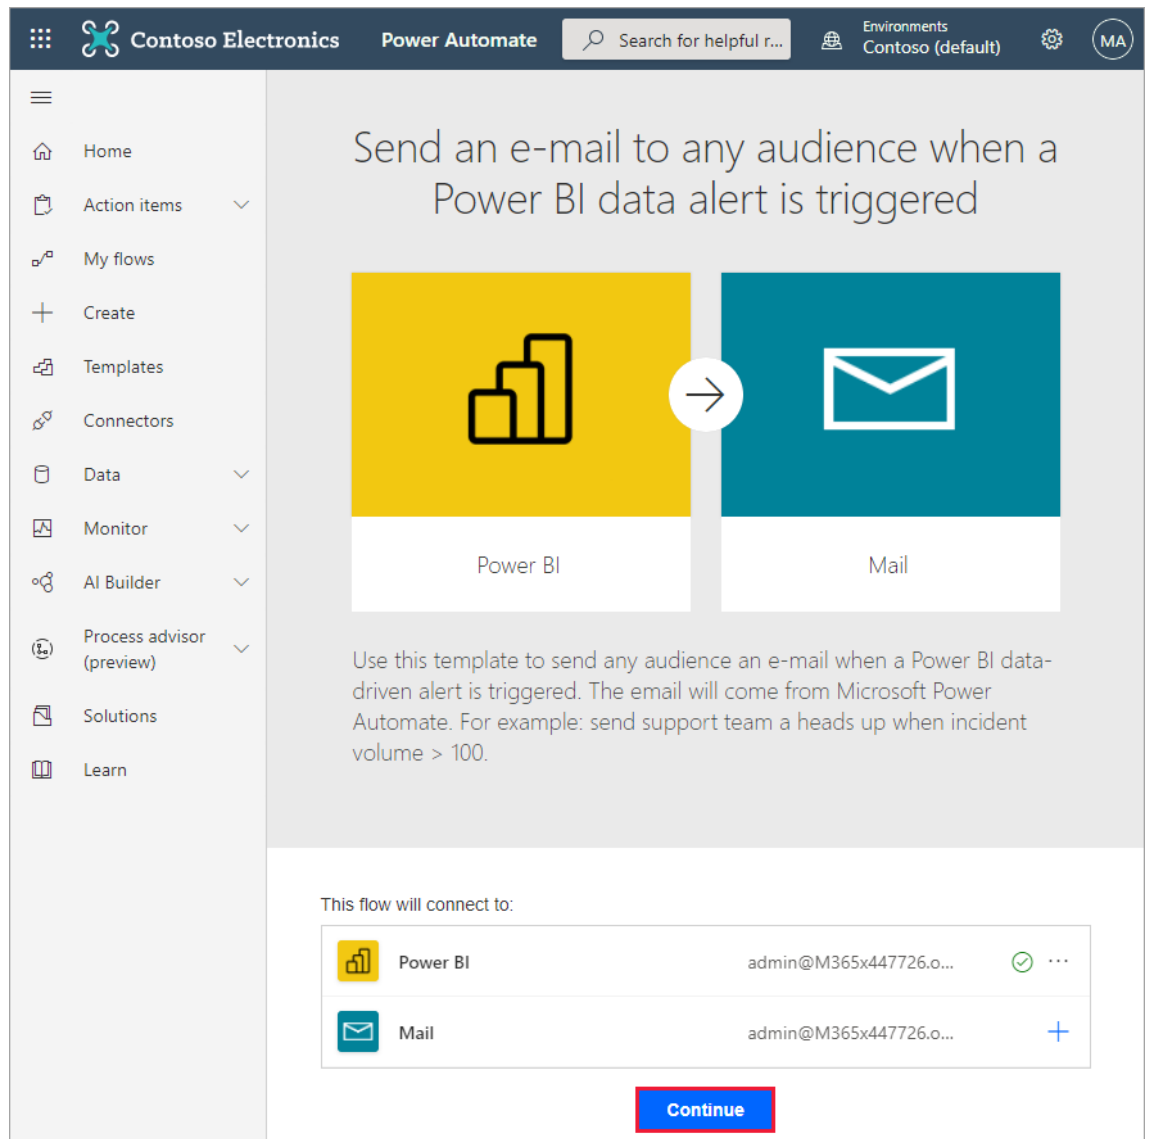 Contoso Electronics
Power Automate
Search for helpful r...
Environments
Contoso (default)
MA
Home
Action items
My flows
Create
Templates
Connectors
Data
Monitor
AI Builder
Process advisor
(preview)
Solutions
Learn
Send an e-mail to any audience when a
Power BI data alert is triggered
Power BI
Mail
Use this template to send any audience an e-mail when a Power BI data-
driven alert is triggered. The email will come from Microsoft Power
Automate. For example: send support team a heads up when incident
volume > 100.
This flow will connect to:
Power BI admin@M365x447726.o...
Mail admin@M365x447726.o...
Continue